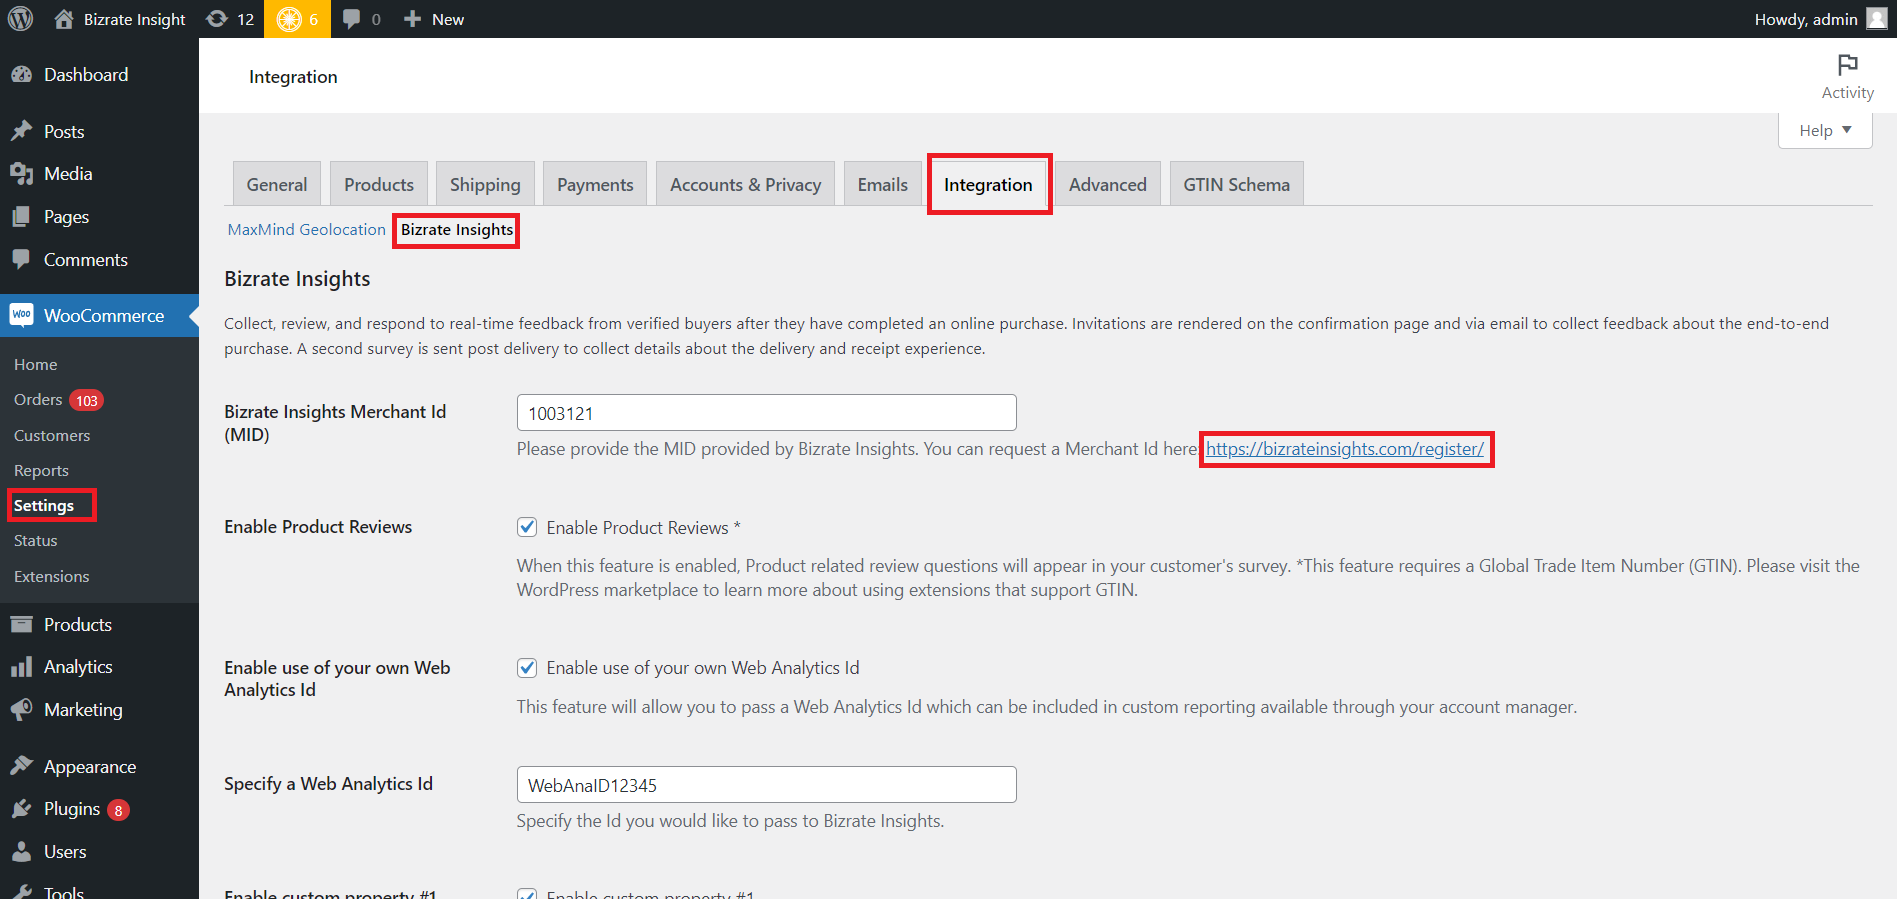 Bizrate Insight 12 6 0 New Howdy, admin
Dashboard
Posts
Media
Pages
Comments
Woo WooCommerce
Home
Orders 103
Customers
Reports
Settings
Status
Extensions
Products
Analytics
Marketing
Appearance
Plugins 8
Users
Tools
Integration
Activity
Help
General Products Shipping Payments Accounts & Privacy Emails Integration Advanced GTIN Schema
MaxMind Geolocation Bizrate Insights
Bizrate Insights
Collect, review, and respond to real-time feedback from verified buyers after they have completed an online purchase. Invitations are rendered on the confirmation page and via email to collect feedback about the end-to-end
purchase. A second survey is sent post delivery to collect details about the delivery and receipt experience.
Bizrate Insights Merchant Id
(MID)
1003121
Please provide the MID provided by Bizrate Insights. You can request a Merchant Id here: https://bizrateinsights.com/register/
Enable Product Reviews
Enable Product Reviews *
When this feature is enabled, Product related review questions will appear in your customer's survey. *This feature requires a Global Trade Item Number (GTIN). Please visit the
WordPress marketplace to learn more about using extensions that support GTIN.
Enable use of your own Web
Analytics Id
Enable use of your own Web Analytics Id
This feature will allow you to pass a Web Analytics Id which can be included in custom reporting available through your account manager.
Specify a Web Analytics Id
WebAnaID12345
Specify the Id you would like to pass to Bizrate Insights.
Enable custom property #1
Enable custom property #1